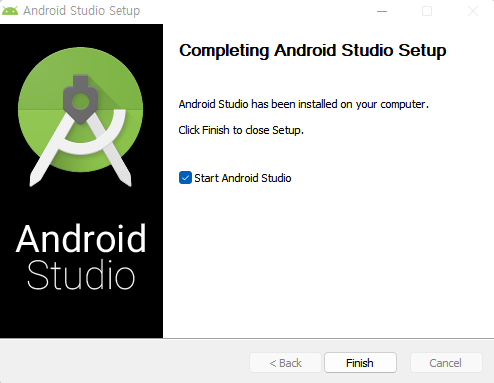 Android Studio Setup
Completing Android Studio Setup
Android Studio has been installed on your computer.
Click Finish to close Setup.
Start Android Studio
Android
Studio
< Back
Finish
Cancel